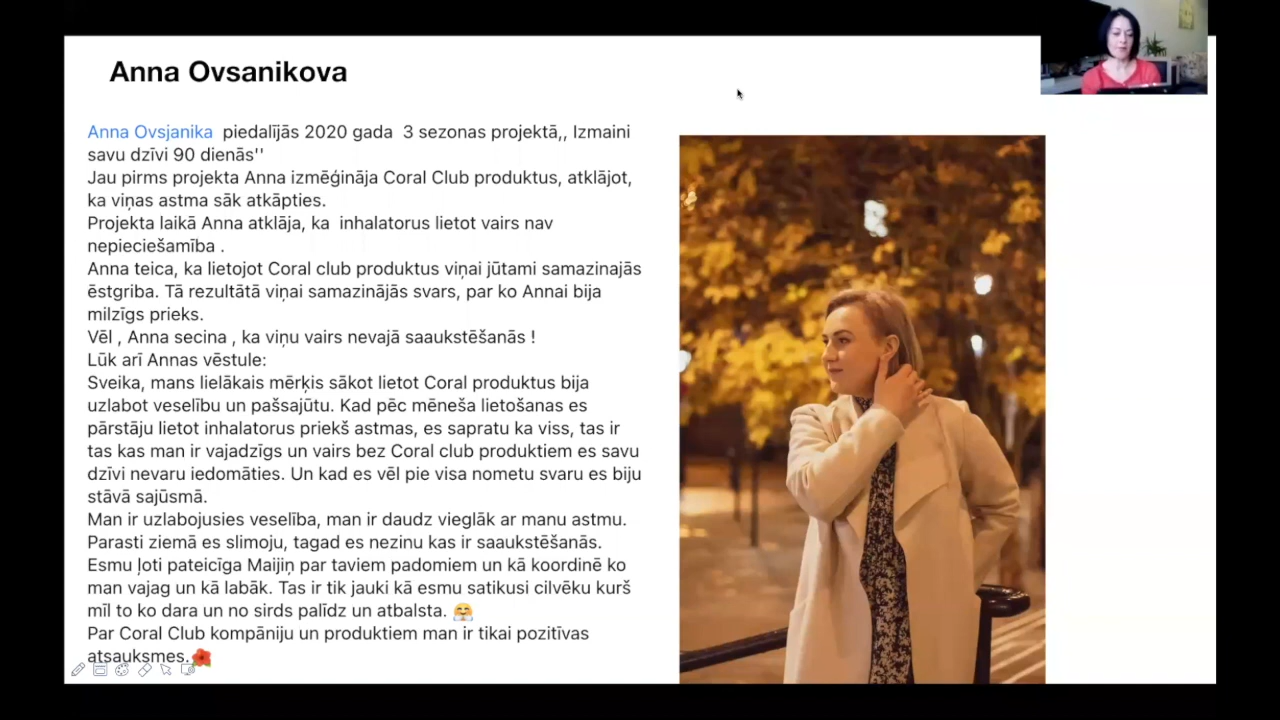 Anna Ovsanikova
Anna Ovsjanika piedalījās 2020 gada 3 sezonas projektā,, Izmaini
savu dzīvi 90 dienās''
Jau pirms projekta Anna izmēģināja Coral Club produktus, atklājot,
ka viņas astma sāk atkāpties.
Projekta laikā Anna atklāja, ka inhalatorus lietot vairs nav
nepieciešamība .
Anna teica, ka lietojot Coral club produktus viņai jūtami samazinajās
ēstgriba. Tā rezultātā viņai samazinājās svars, par ko Annai bija
milzīgs prieks.
Vēl , Anna secina , ka viņu vairs nevajā saaukstēšanās !
Lūk arī Annas vēstule:
Sveika, mans lielākais mērķis sākot lietot Coral produktus bija
uzlabot veselību un pašsajūtu. Kad pēc mēneša lietošanas es
pārstāju lietot inhalatorus priekš astmas, es sapratu ka viss, tas ir
tas kas man ir vajadzīgs un vairs bez Coral club produktiem es savu
dzīvi nevaru iedomāties. Un kad es vēl pie visa nometu svaru es biju
stāvā sajūsmā.
Man ir uzlabojusies veselība, man ir daudz vieglāk ar manu astmu.
Parasti ziemā es slimoju, tagad es nezinu kas ir saaukstēšanās.
Esmu ļoti pateicīga Maijiņ par taviem padomiem un kā koordinē ko
man vajag un kā labāk. Tas ir tik jauki kā esmu satikusi cilvēku kurš
mīl to ko dara un no sirds palīdz un atbalsta. 🤗
Par Coral Club kompāniju un produktiem man ir tikai pozitīvas
atsauksmes.🌺